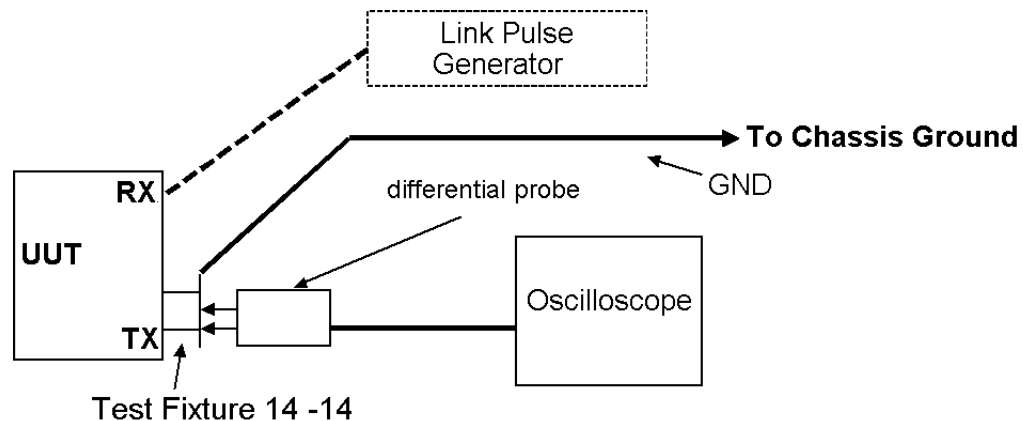 Link Pulse
Generator
To Chassis Ground
GND
RX
differential probe
UUT
Oscilloscope
TX
Test Fixture 14 -14